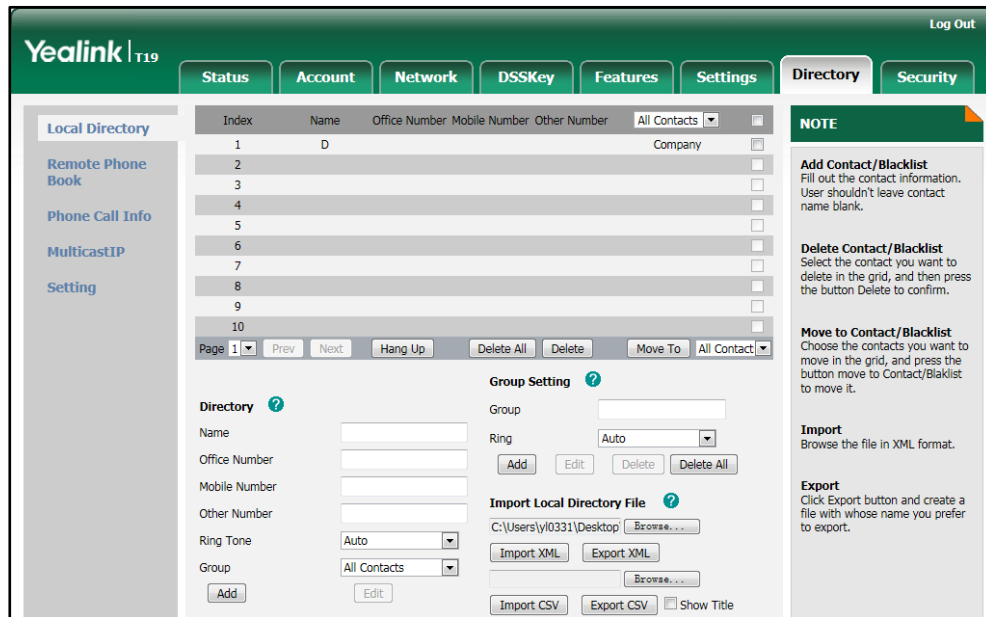 Log Out
Yealink T19
Status Account Network DSSKey Features Settings Directory Security
Local Directory
Remote Phone
Book
Phone Call Info
MulticastIP
Setting
Index Name Office Number Mobile Number Other Number All Contacts
1 D Company
2
3
4
5
6
7
8
9
10
Page 1 Prev Next Hang Up Delete All Delete Move To All Contact
Directory ?
Name
Office Number
Mobile Number
Other Number
Ring Tone Auto
Group All Contacts
Add Edit
Group Setting ?
Group
Ring Auto
Add Edit Delete Delete All
Import Local Directory File ?
C:\Users\yl0331\Desktop\ Browse...
Import XML Export XML
Browse...
Import CSV Export CSV Show Title
NOTE
Add Contact/Blacklist
Fill out the contact information.
User shouldn't leave contact
name blank.
Delete Contact/Blacklist
Select the contact you want to
delete in the grid, and then press
the button Delete to confirm.
Move to Contact/Blacklist
Choose the contacts you want to
move in the grid, and press the
button move to Contact/Blaklist
to move it.
Import
Browse the file in XML format.
Export
Click Export button and create a
file with whose name you prefer
to export.